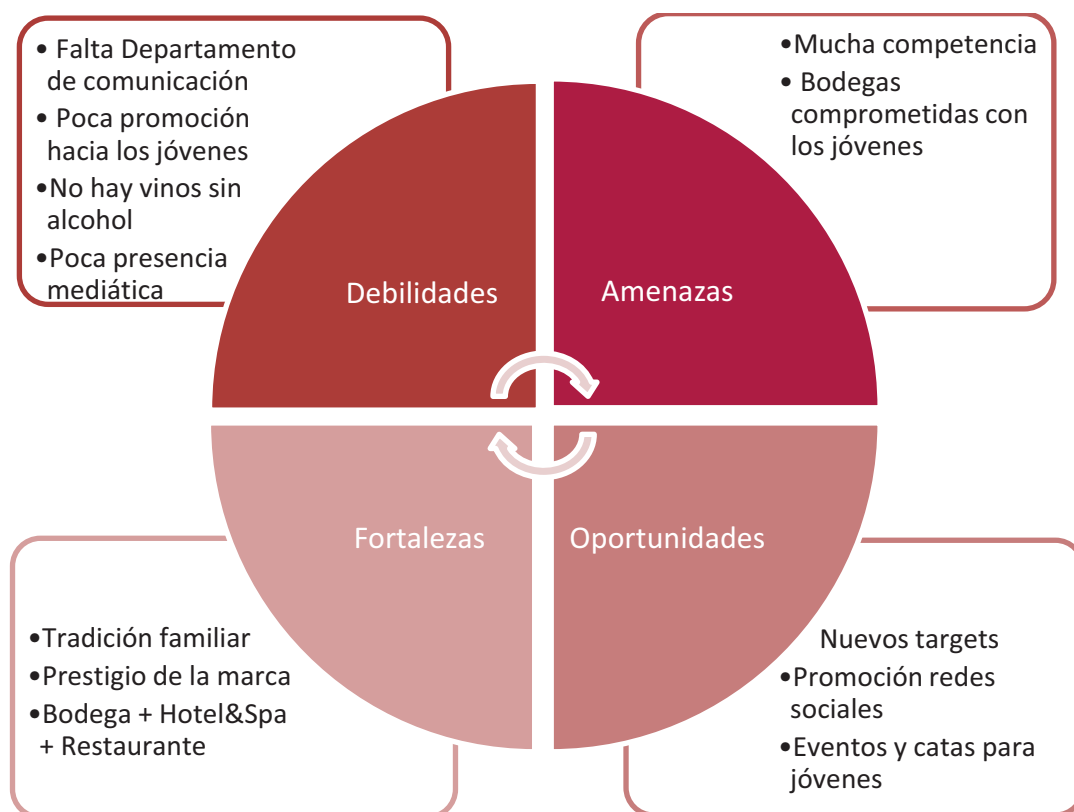 • Falta Departamento
de comunicación
• Poca promoción
hacia los jóvenes
•No hay vinos sin
alcohol
•Poca presencia
mediática
•Mucha competencia
• Bodegas
comprometidas con
los jóvenes
Debilidades
Amenazas
Fortalezas
Oportunidades
•Tradición familiar
•Prestigio de la marca
•Bodega + Hotel&Spa
+ Restaurante
Nuevos targets
•Promoción redes
sociales
•Eventos y catas para
jóvenes